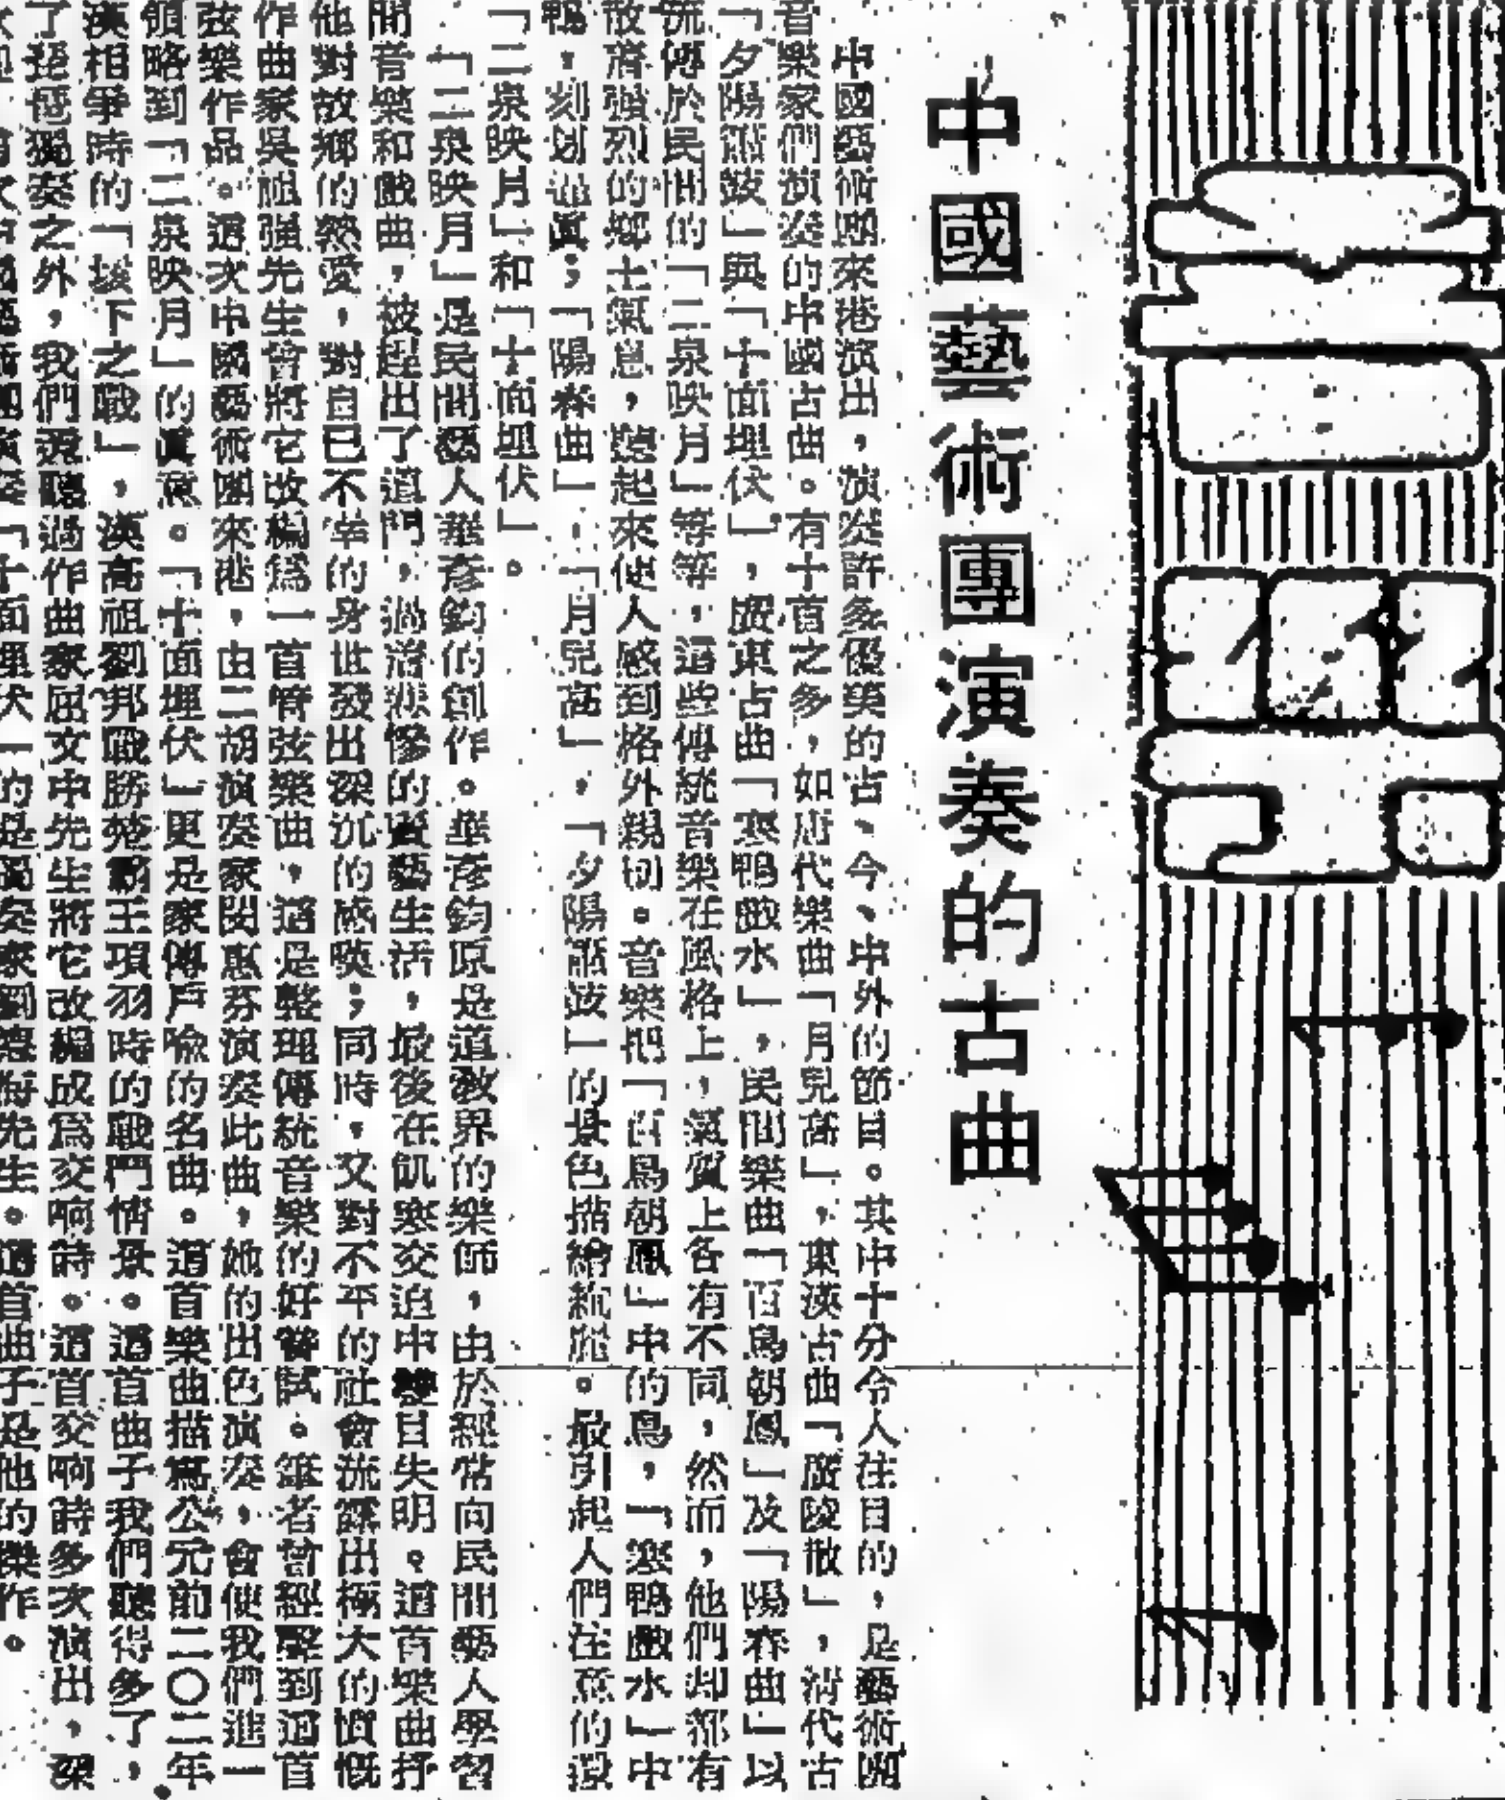 中國藝術團演奏的古曲
中國藝術團來港演出，演奏許多優美的古、今、中外的節目。其中十分令人注目的，是藝術團
音樂家們演奏的中國古曲。有十首之多，如唐代樂曲「月兒高」，東漢古曲「廣陵散」，清代古
「夕陽簫鼓」與「十面埋伏」，廣東古曲「寒鴨戲水」，民間樂曲「百鳥朝鳳」及「陽春曲」以
流傳於民間的「二泉映月」等等，這些傳統音樂在風格上，氣質上各有不同，然而，他們却都有
散濟強烈的鄉土氣息，聽起來使人感到格外親切。音樂把「百鳥朝鳳」中的鳥，「寒鴨戲水」中
鴨，刻划逼眞；「陽春曲」，「月兒高」，「夕陽簫鼓」的景色描繪綺麗。最引起人們注意的還
「二泉映月」和「十面埋伏」。
「二泉映月」是民間藝人華彥鈞的創作。華彥鈞原是道教界的樂師，由於經常向民間藝人學習
間音樂和戲曲，被趕出了道門，過着悲慘的賣藝生活，最後在飢寒交迫中雙目失明。這首樂曲抒
他對故鄉的熱愛，對自己不幸的身世發出深沉的感嘆；同時，又對不平的社會流露出極大的憤慨
作曲家吳祖强先生曾將它改編爲一首管弦樂曲，這是整理傳統音樂的好嘗試。筆者曾經聽到這首
弦樂作品。這次中國藝術團來港，由二胡演奏家閔惠芬演奏此曲，她的出色演奏，會使我們進一
領略到「二泉映月」的眞意。「十面埋伏」更是家傳戶喻的名曲。這首樂曲描寫公元前二〇二年
漢相爭時的「垓下之戰」，漢高祖劉邦戰勝楚霸王項羽時的戰鬥情景。這首曲子我們聽得多了，
了琵琶獨奏之外，我們還聽過作曲家屈文中先生將它改編成爲交响詩。這首交响詩多次演出，深
演奏「十面埋伏」的是獨奏家劉德海先生。這首曲子是他的傑作。